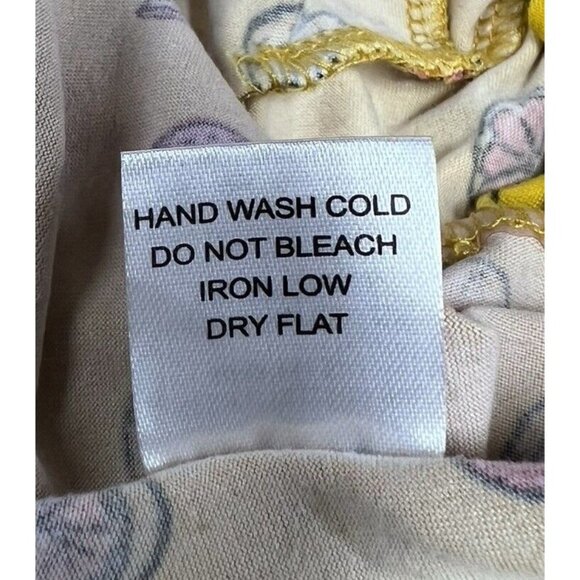 HAND WASH COLD
DO NOT BLEACH
IRON LOW
DRY FLAT